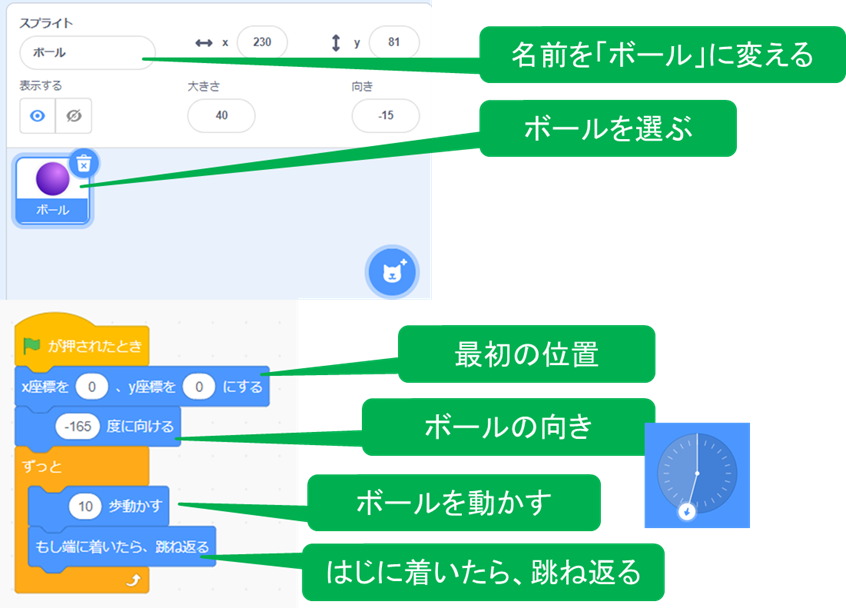 スプライト
ボール
x 230
y 81
名前を「ボール」に変える
表示する
大きさ
向き
40
-15
ボールを選ぶ
ボール
が押されたとき
最初の位置
x座標を 0 、y座標を 0 にする
-165 度に向ける
ボールの向き
ずっと
10 歩動かす
ボールを動かす
もし端に着いたら、跳ね返る
はじに着いたら、跳ね返る